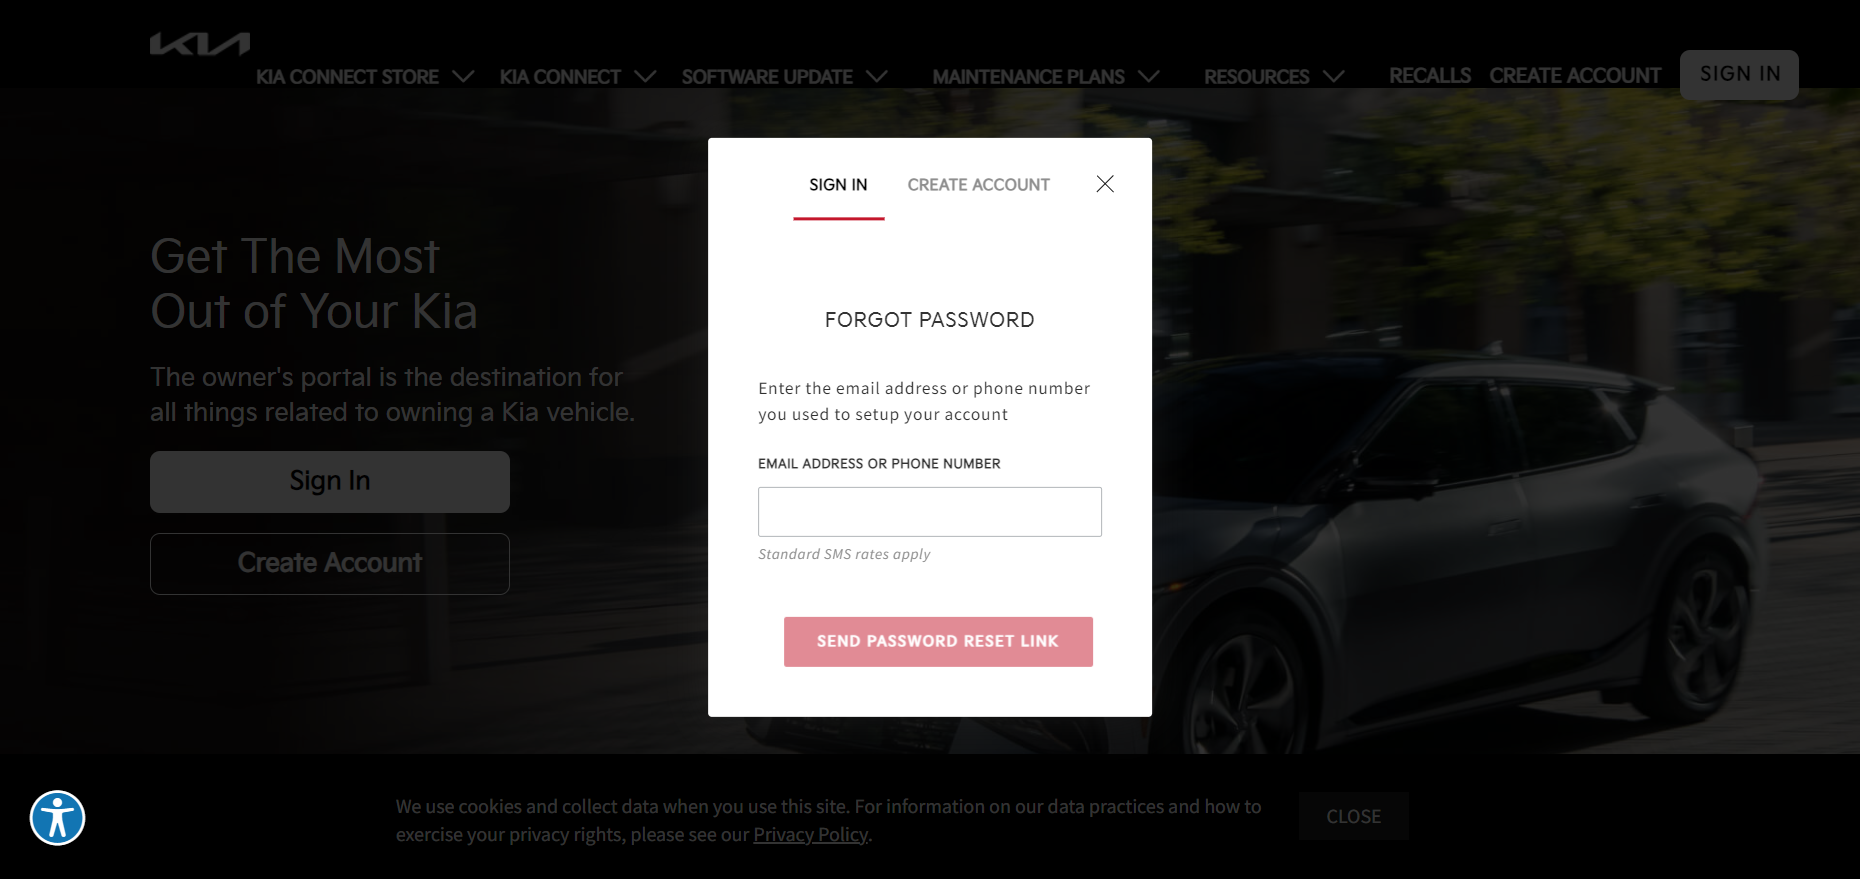 KIA
KIA CONNECT STORE
KIA CONNECT
SOFTWARE UPDATE
MAINTENANCE PLANS
RESOURCES
RECALLS
CREATE ACCOUNT
SIGN IN
Get The Most
Out of Your Kia
The owner's portal is the destination for
all things related to owning a Kia vehicle.
Sign In
Create Account
SIGN IN
CREATE ACCOUNT
FORGOT PASSWORD
Enter the email address or phone number
you used to setup your account
EMAIL ADDRESS OR PHONE NUMBER
Standard SMS rates apply
SEND PASSWORD RESET LINK
We use cookies and collect data when you use this site. For information on our data practices and how to
exercise your privacy rights, please see our Privacy Policy.
CLOSE